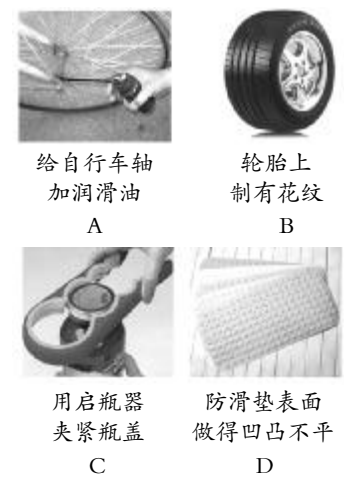 给自行车轴
加润滑油
A
轮胎上
制有花纹
B
用启瓶器
夹紧瓶盖
C
防滑垫表面
做得凹凸不平
D